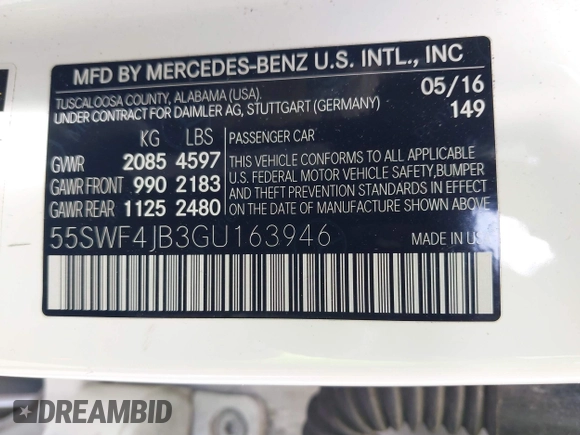 MFD BY MERCEDES-BENZ U.S. INTL., INC
TUSCALOOSA COUNTY, ALABAMA (USA). 05/16
UNDER CONTRACT FOR DAIMLER AG, STUTTGART (GERMANY) 149
KG LBS PASSENGER CAR
GVWR 2085 4597 THIS VEHICLE CONFORMS TO ALL APPLICABLE
U.S. FEDERAL MOTOR VEHICLE SAFETY,BUMPER
GAWR FRONT 990 2183 AND THEFT PREVENTION STANDARDS IN EFFECT
GAWR REAR 1125 2480 ON THE DATE OF MANUFACTURE SHOWN ABOVE
55SWF4JB3GU163946 MADE IN USA
DREAMBID